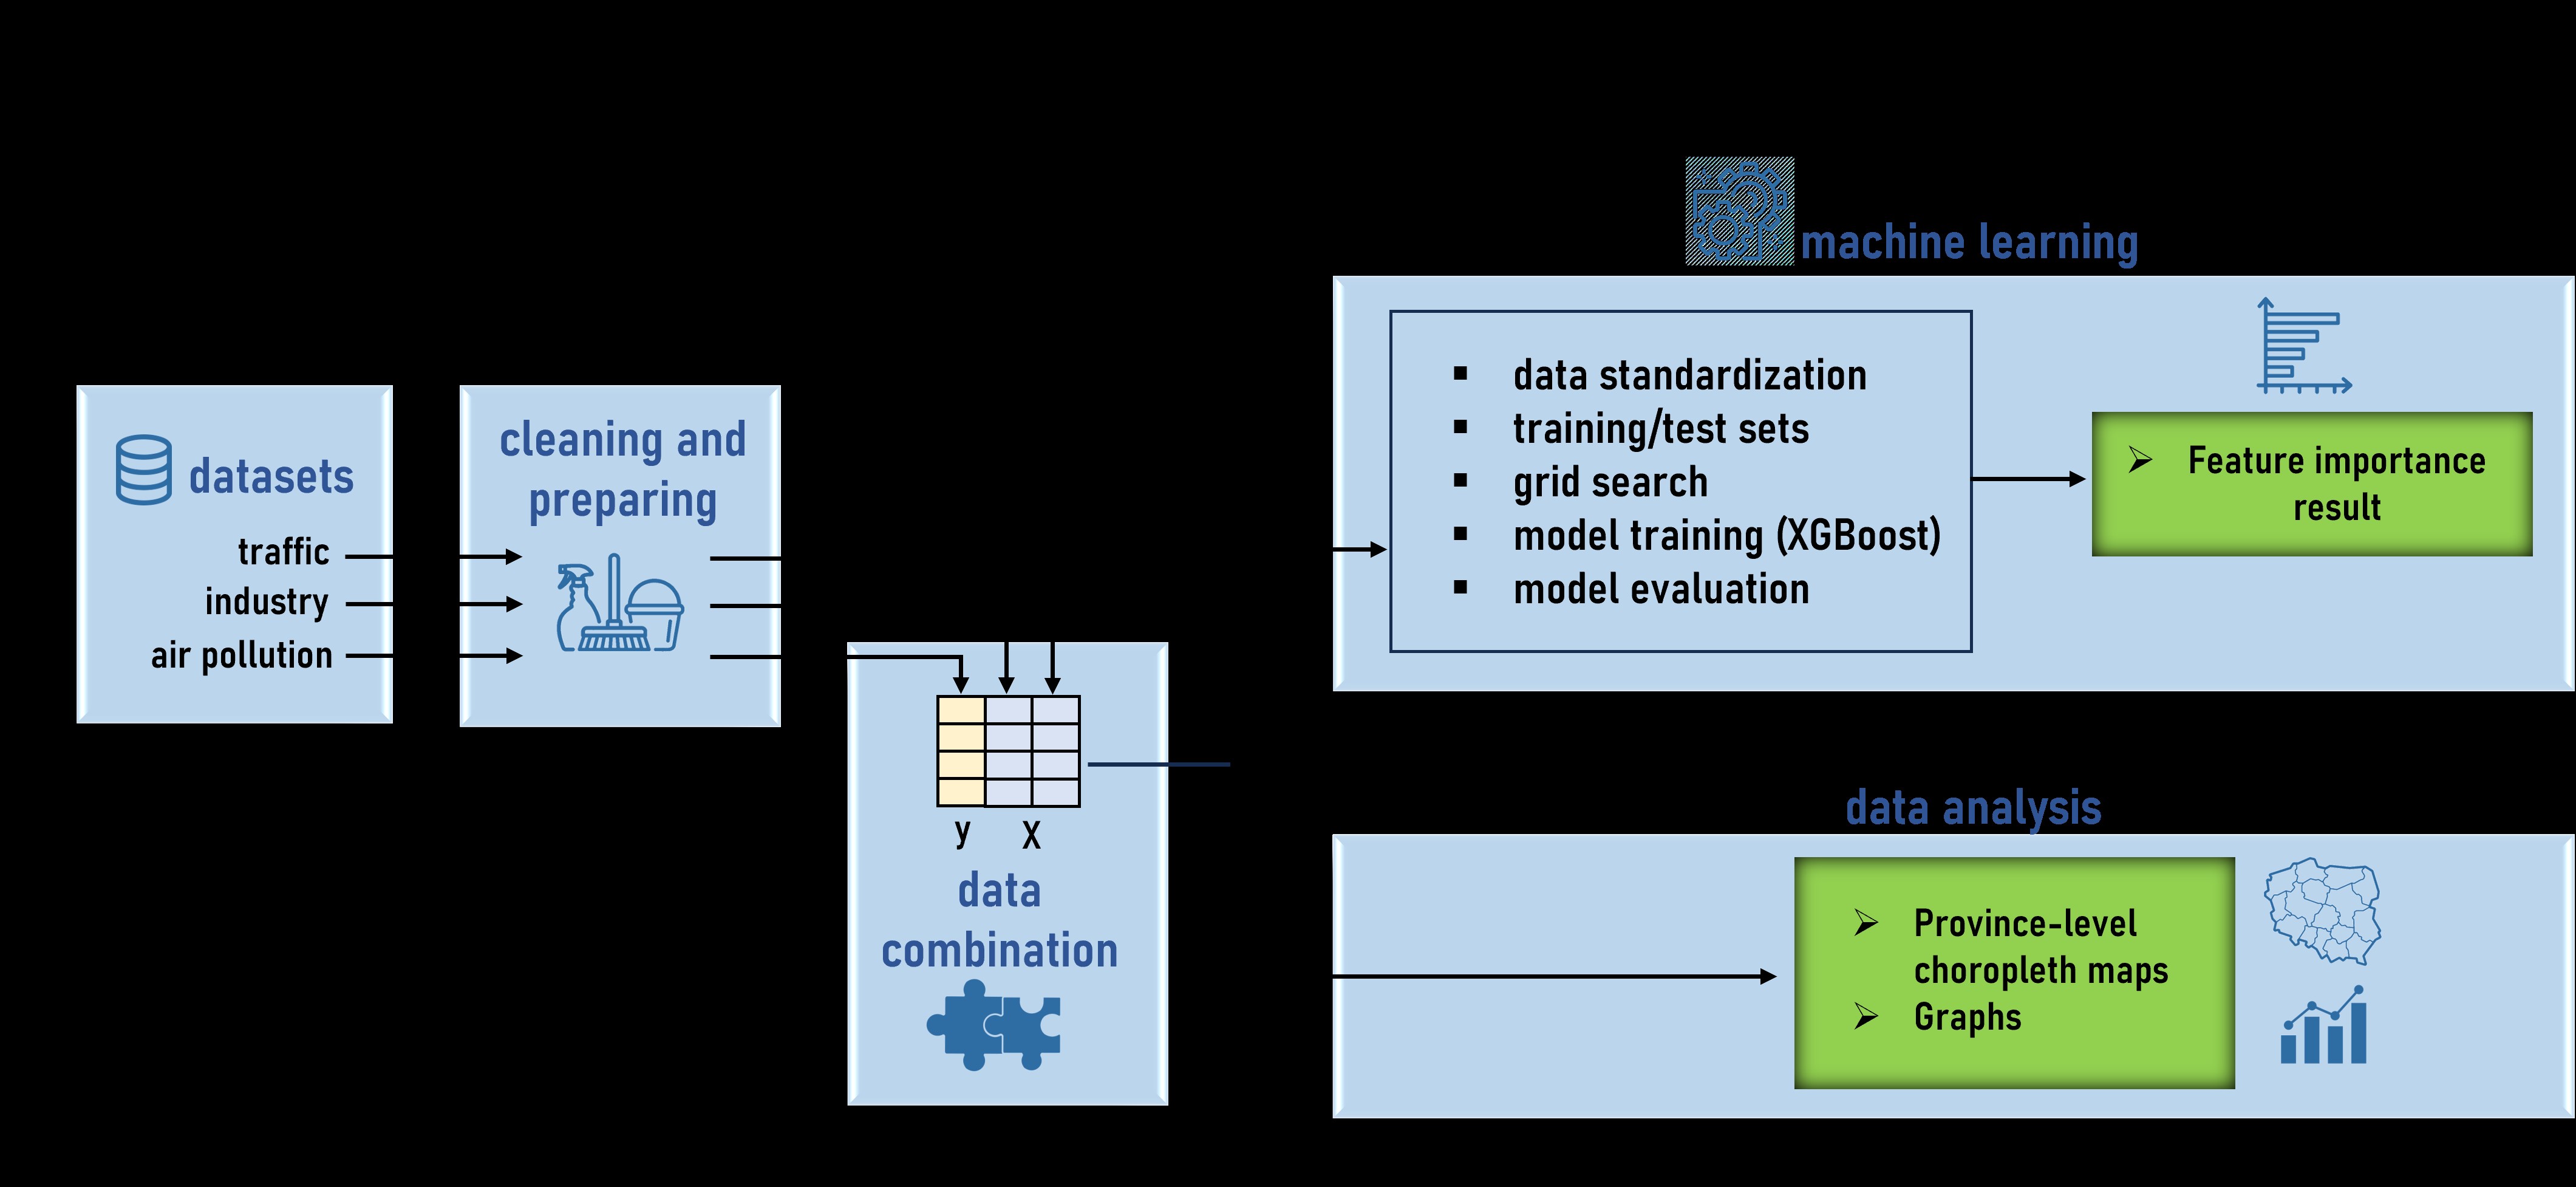 datasets
traffic
industry
air pollution
cleaning and
preparing
y X
data
combination
machine learning
▪ data standardization
▪ training/test sets
▪ grid search
▪ model training (XGBoost)
▪ model evaluation
➢ Feature importance
result
data analysis
➢ Province-level
choropleth maps
➢ Graphs